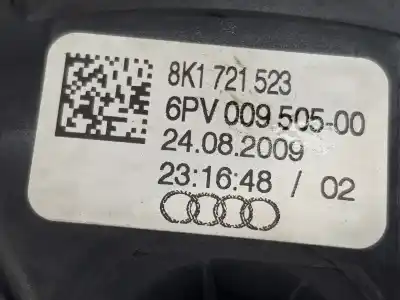 8K1 721 523
6PV 009 505-00
24.08.2009
23:16:48 / 02